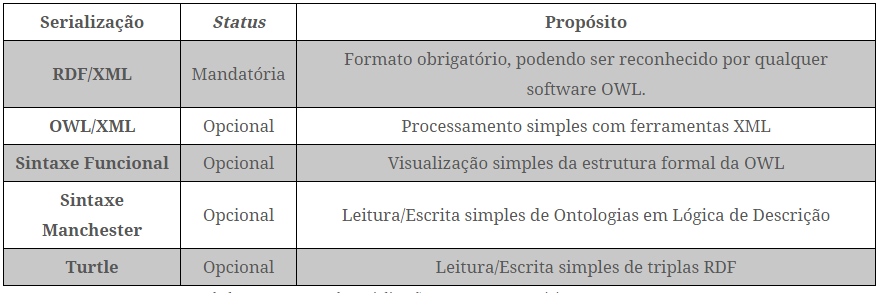 Serialização Status Propósito
RDF/XML Mandatória Formato obrigatório, podendo ser reconhecido por qualquer
software OWL.
OWL/XML Opcional Processamento simples com ferramentas XML
Sintaxe Funcional Opcional Visualização simples da estrutura formal da OWL
Sintaxe
Manchester Opcional Leitura/Escrita simples de Ontologias em Lógica de Descrição
Turtle Opcional Leitura/Escrita simples de triplas RDF